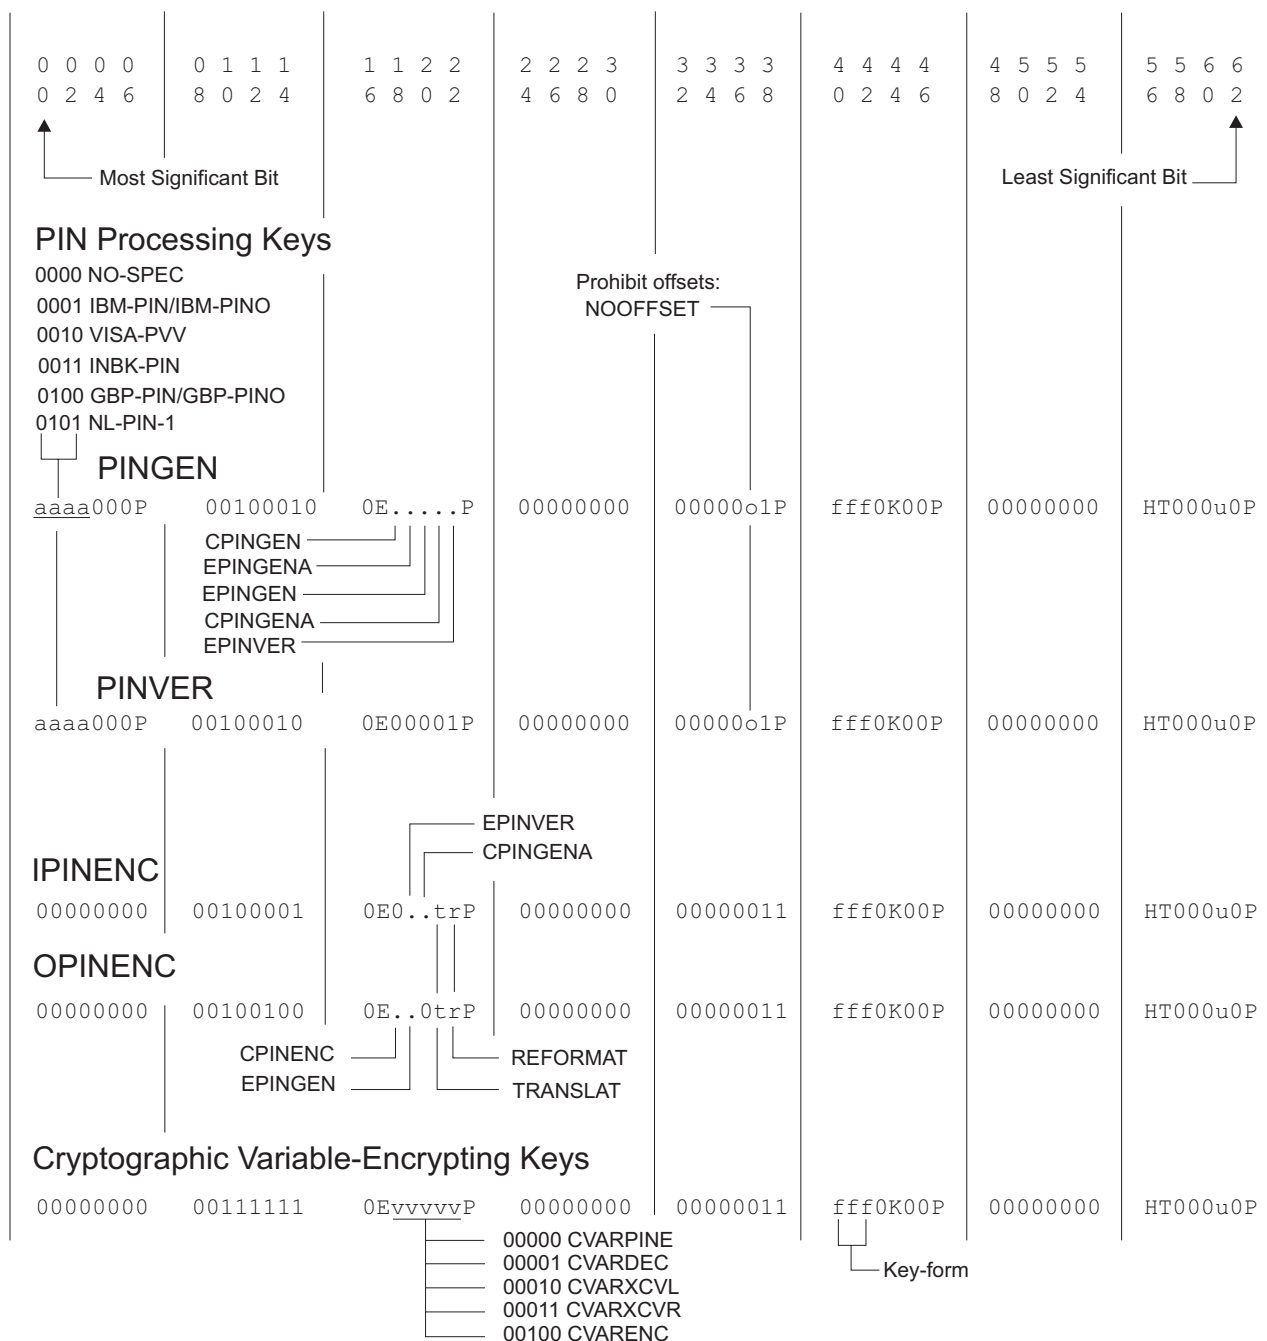 0 0 0 0 0 1 1 1 1 1 2 2 2 2 2 3 3 3 3 3 4 4 4 4 4 5 5 5 5 5 6 6
0 2 4 6 8 0 2 4 6 8 0 2 4 6 8 0 2 4 6 8 0 2 4 6 8 0 2 4 6 8 0 2
Most Significant Bit Least Significant Bit
PIN Processing Keys
0000 NO-SPEC
Prohibit offsets:
0001 IBM-PIN/IBM-PINO
NOOFFSET
0010 VISA-PVV
0011 INBK-PIN
0100 GBP-PIN/GBP-PINO
0101 NL-PIN-1
PINGEN
aaaa000P 00100010 0E.....P 00000000 00000o1P fff0K00P 00000000 HT000u0P
CPINGEN
EPINGENA
EPINGEN
CPINGENA
EPINVER
PINVER
aaaa000P 00100010 0E00001P 00000000 00000o1P fff0K00P 00000000 HT000u0P
EPINVER
CPINGENA
IPINENC
00000000 00100001 0E0..trP 00000000 00000011 fff0K00P 00000000 HT000u0P
OPINENC
00000000 00100100 0E..0trP 00000000 00000011 fff0K00P 00000000 HT000u0P
CPINENC REFORMAT
EPINGEN TRANSLAT
Cryptographic Variable-Encrypting Keys
00000000 00111111 0EvvvvvP 00000000 00000011 fff0K00P 00000000 HT000u0P
00000 CVARPINE
00001 CVARDEC
Key-form
00010 CVARXCVL
00011 CVARXCVR
00100 CVARENC